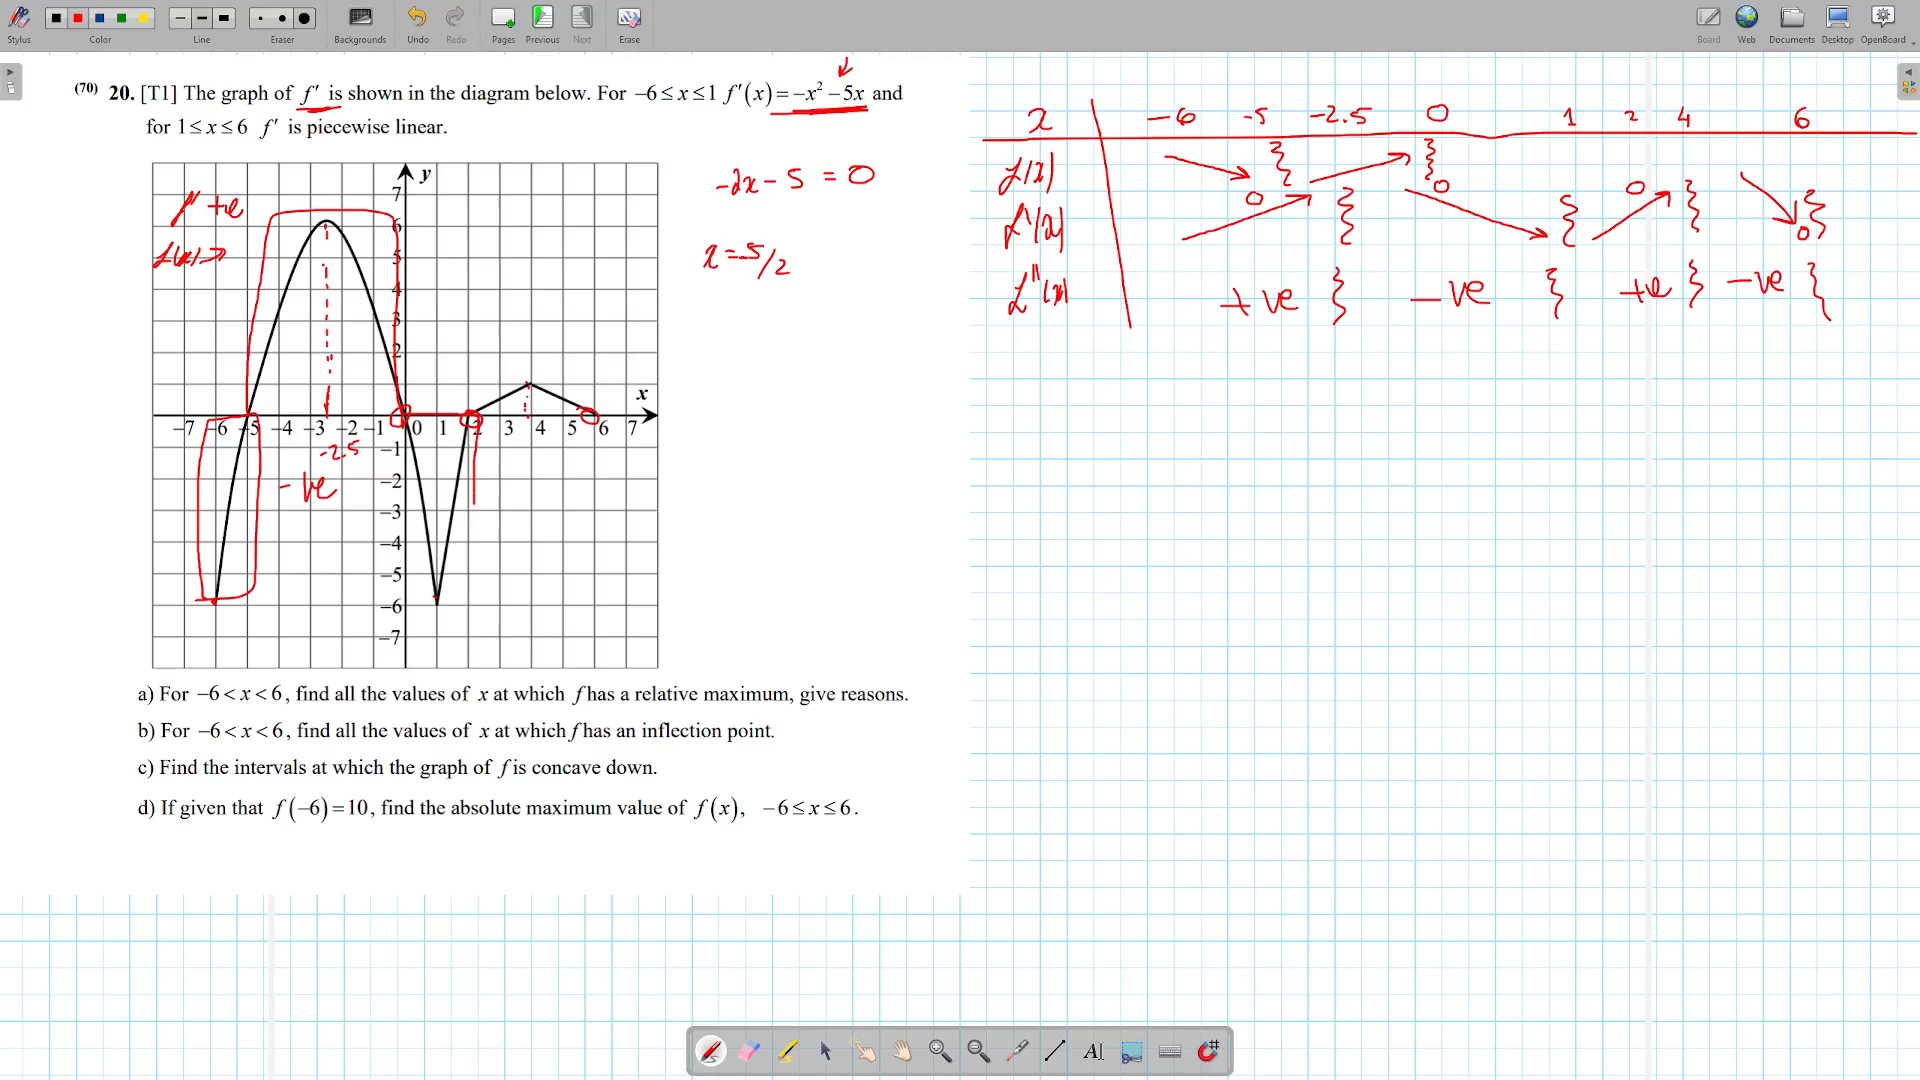 Stylus Color Line Eraser Backgrounds Undo Redo Pages Previous Next Erase Board Web Documents Desktop OpenBoard
(70) 20. [T1] The graph of f' is shown in the diagram below. For −6≤x≤1 f'(x)=−x²−5x and
for 1≤x≤6 f' is piecewise linear.
x −6 -5 -2.5 0 1 2 4 6
f(x)
f'(x) 0 0 0 0
f''(x) +ve −ve +ve −ve
-2x - 5 = 0
x = -5/2
f' +ve
f(x) →
y
7
6
5
4
3
2
x
−7 −6 −5 −4 −3 −2 −1 0 1 2 3 4 5 6 7
-2.5
- ve
−1
−2
−3
−4
−5
−6
−7
a) For −6<x<6, find all the values of x at which f has a relative maximum, give reasons.
b) For −6<x<6, find all the values of x at which f has an inflection point.
c) Find the intervals at which the graph of f is concave down.
d) If given that f(−6)=10, find the absolute maximum value of f(x), −6≤x≤6.